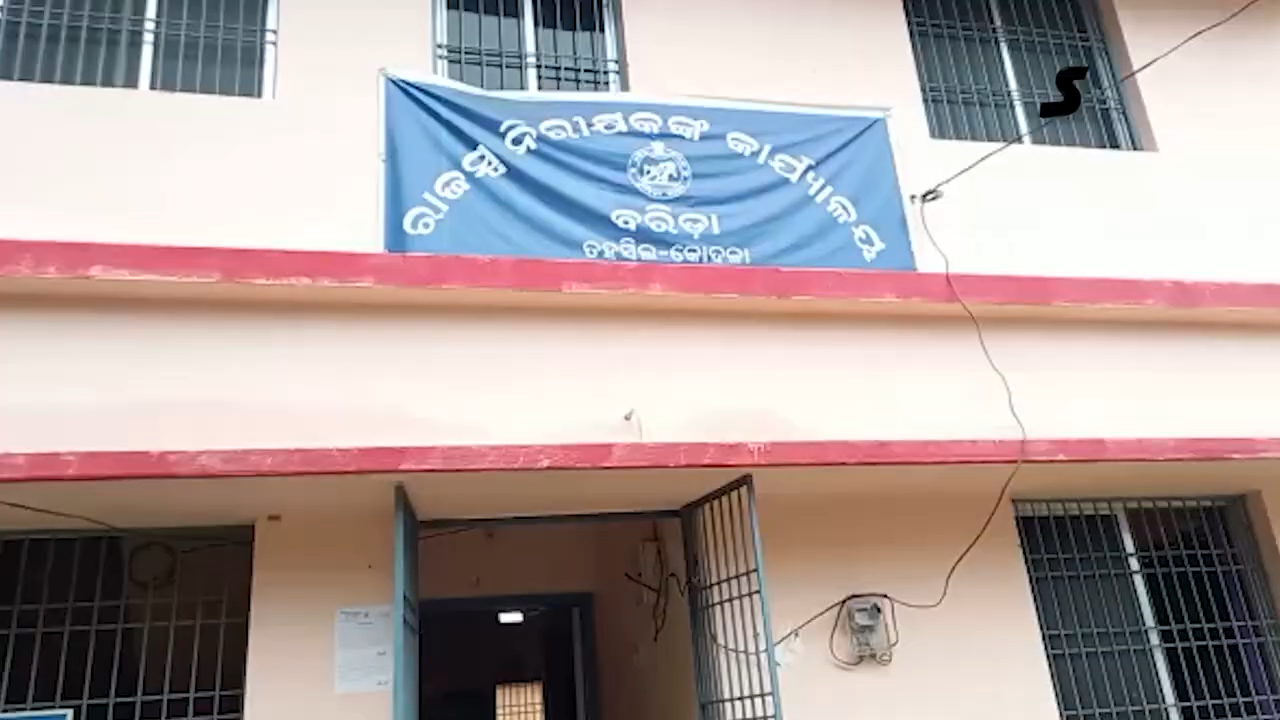 ରାଜସ୍ୱ ନିରୀକ୍ଷକଙ୍କ କାର୍ଯ୍ୟାଳୟ
ବରିଡ଼ା
ତହସିଲ-କୋଦଳା
S